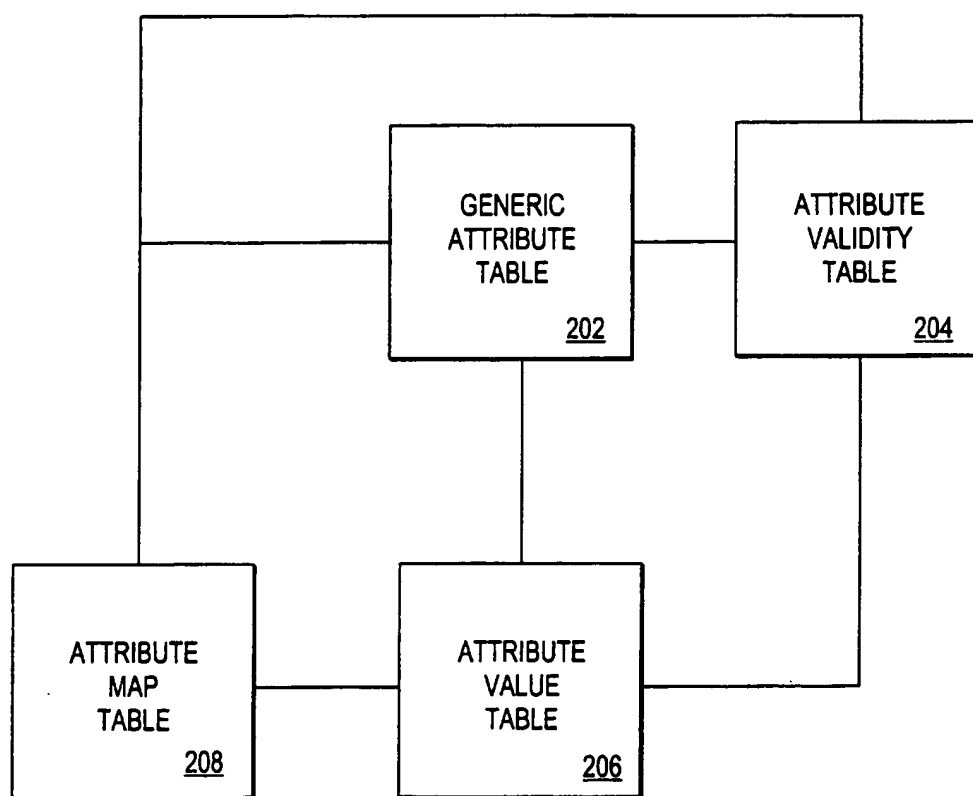 GENERIC
ATTRIBUTE
TABLE
202
ATTRIBUTE
VALIDITY
TABLE
204
ATTRIBUTE
MAP
TABLE
208
ATTRIBUTE
VALUE
TABLE
206